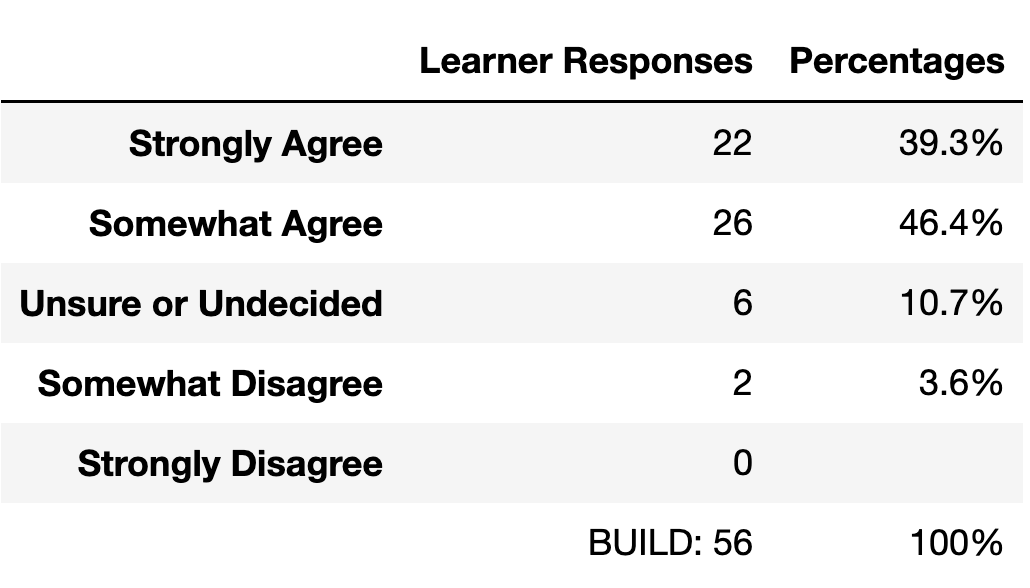 Learner Responses Percentages
Strongly Agree 22 39.3%
Somewhat Agree 26 46.4%
Unsure or Undecided 6 10.7%
Somewhat Disagree 2 3.6%
Strongly Disagree 0
BUILD: 56 100%